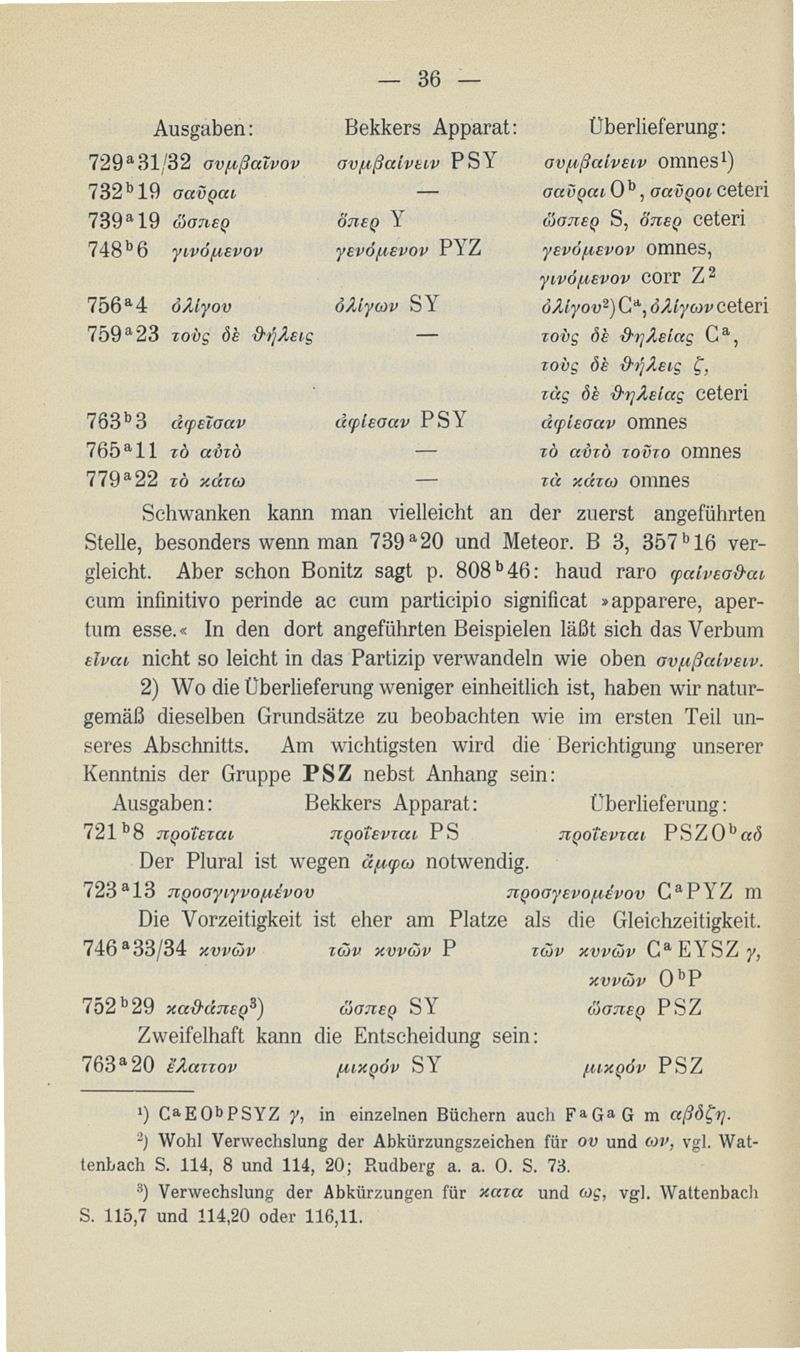 — 36 —
Ausgaben: Bekkers Apparat: Überlieferung:
729ᵃ31/32 συμβαῖνον συμβαίνειν PSY συμβαίνειν omnes¹)
732ᵇ19 σαῦραι — σαῦραι Oᵇ, σαῦροι ceteri
739ᵃ19 ὥσπερ ὅπερ Y ὥσπερ S, ὅπερ ceteri
748ᵇ6 γινόμενον γενόμενον PYZ γενόμενον omnes,
γινόμενον corr Z²
756ᵃ4 ὀλίγου ὀλίγων SY ὀλίγου²) Cᵃ, ὀλίγων ceteri
759ᵃ23 τοὺς δὲ ϑήλεις — τοὺς δὲ ϑηλείας Cᵃ,
τοὺς δὲ ϑήλεις ζ,
τὰς δὲ ϑηλείας ceteri
763ᵇ3 ἀφεῖσαν ἀφίεσαν PSY ἀφίεσαν omnes
765ᵃ11 τὸ αὐτὸ — τὸ αὐτὸ τοῦτο omnes
779ᵃ22 τὸ κάτω — τὰ κάτω omnes
Schwanken kann man vielleicht an der zuerst angeführten
Stelle, besonders wenn man 739ᵃ20 und Meteor. B 3, 357ᵇ16 ver-
gleicht. Aber schon Bonitz sagt p. 808ᵇ46: haud raro φαίνεσϑαι
cum infinitivo perinde ac cum participio significat »apparere, aper-
tum esse.« In den dort angeführten Beispielen läßt sich das Verbum
εἶναι nicht so leicht in das Partizip verwandeln wie oben συμβαίνειν.
2) Wo die Überlieferung weniger einheitlich ist, haben wir natur-
gemäß dieselben Grundsätze zu beobachten wie im ersten Teil un-
seres Abschnitts. Am wichtigsten wird die Berichtigung unserer
Kenntnis der Gruppe PSZ nebst Anhang sein:
Ausgaben: Bekkers Apparat: Überlieferung:
721ᵇ8 προΐεται προΐενται PS προΐενται PSZOᵇαδ
Der Plural ist wegen ἄμφω notwendig.
723ᵃ13 προσγιγνομένου προσγενομένου CᵃPYZ m
Die Vorzeitigkeit ist eher am Platze als die Gleichzeitigkeit.
746ᵃ33/34 κυνῶν τῶν κυνῶν P τῶν κυνῶν CᵃEYSZ γ,
κυνῶν OᵇP
752ᵇ29 καϑάπερ³) ὥσπερ SY ὥσπερ PSZ
Zweifelhaft kann die Entscheidung sein:
763ᵃ20 ἔλαττον μικρόν SY μικρόν PSZ
¹) CᵃEOᵇPSYZ γ, in einzelnen Büchern auch FᵃGᵃ G m αβδζη.
²) Wohl Verwechslung der Abkürzungszeichen für ου und ων, vgl. Wat-
tenbach S. 114, 8 und 114, 20; Rudberg a. a. O. S. 73.
³) Verwechslung der Abkürzungen für κατα und ως, vgl. Wattenbach
S. 115,7 und 114,20 oder 116,11.